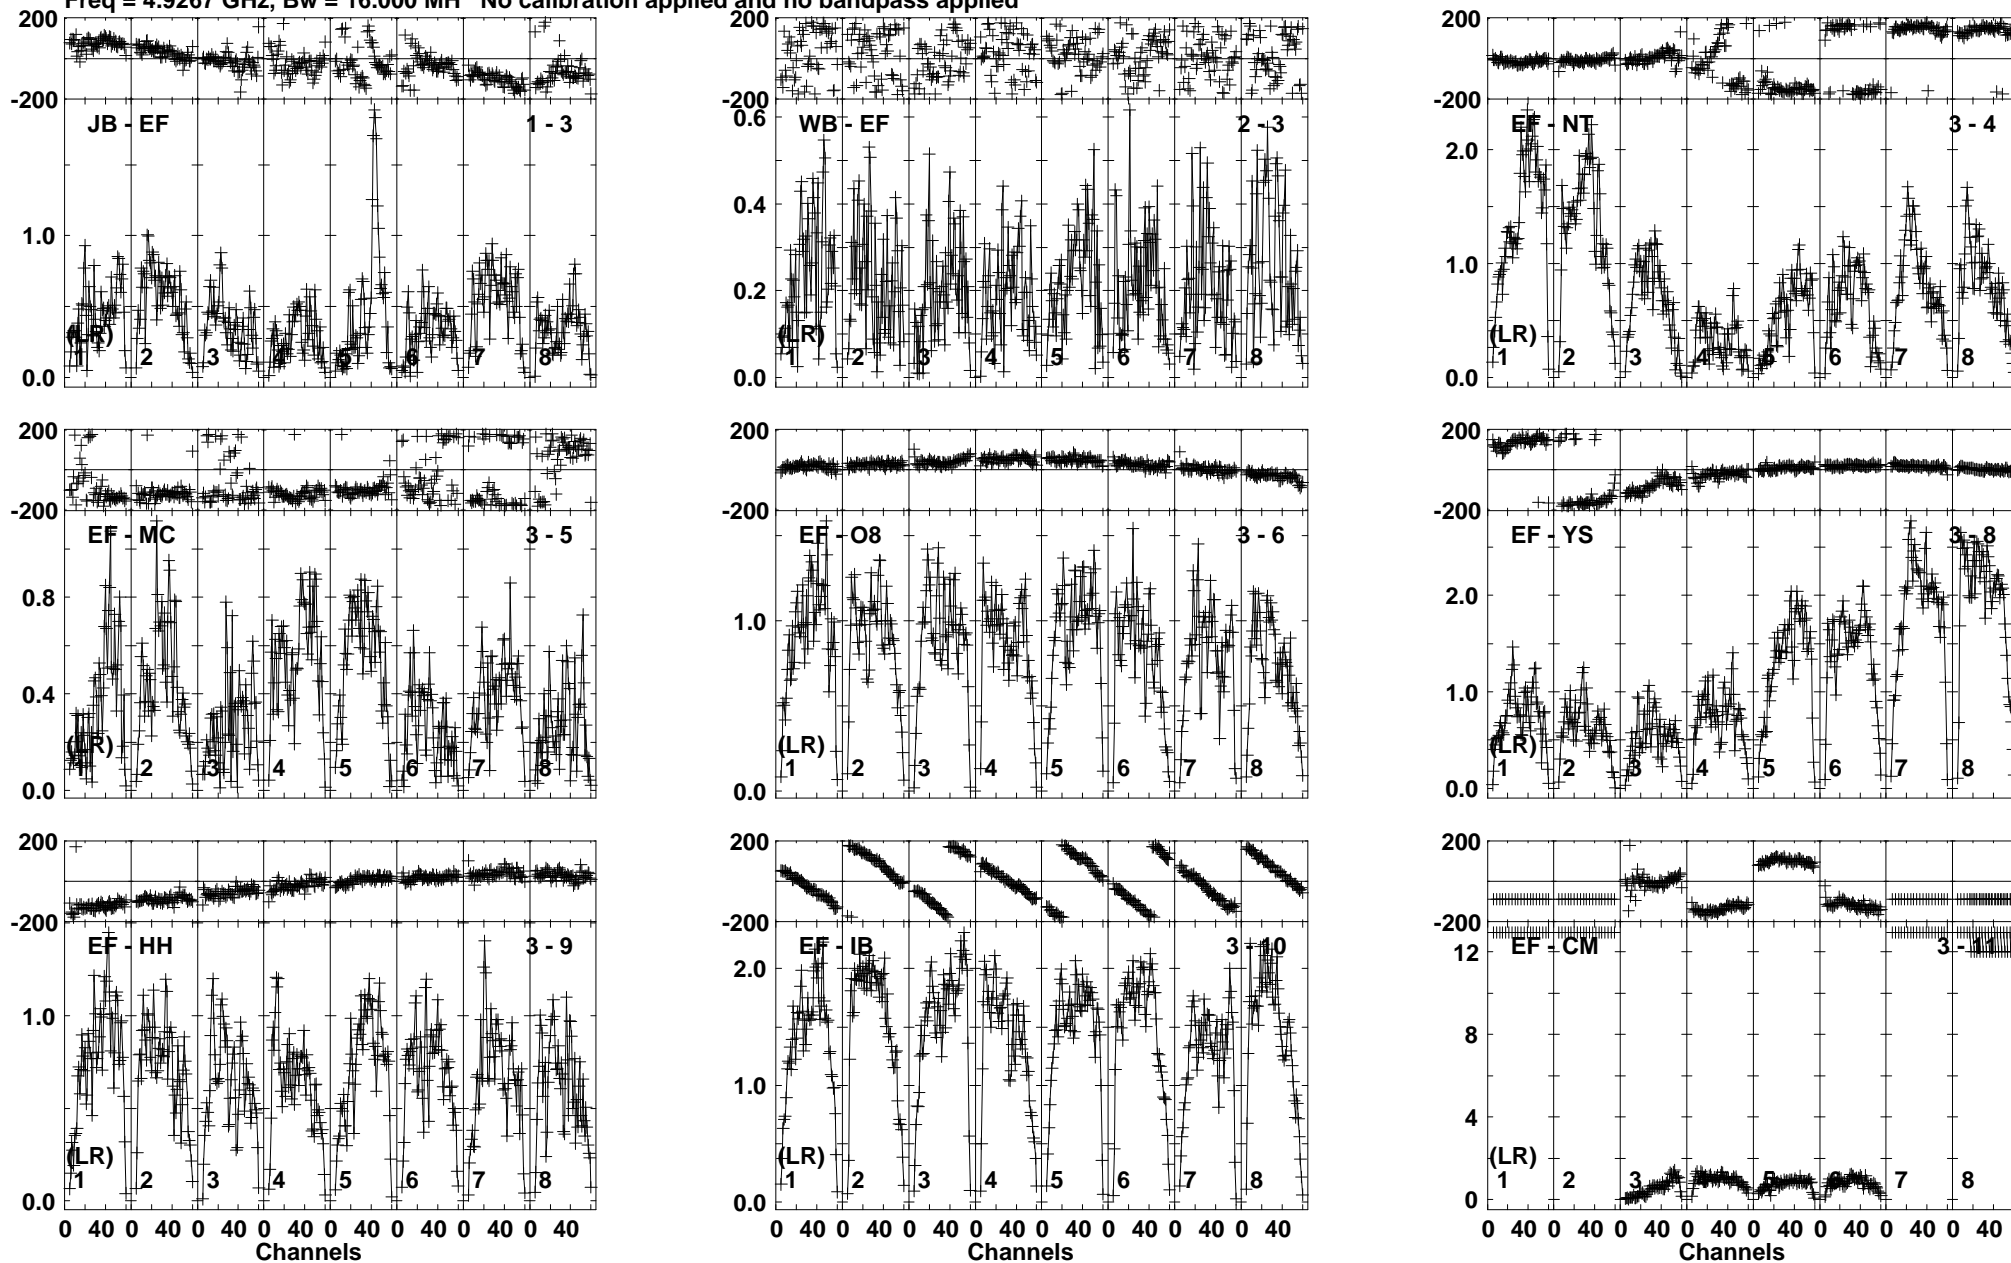 Freq = 4.9267 GHz, Bw = 16.000 MH No calibration applied and no bandpass applied
200
-200
JB - EF 1 - 3
1.0
0.0
(LR)
1 2 3 4 5 6 7 8
200
-200
WB - EF 2 - 3
0.6
0.4
0.2
0.0
(LR)
1 2 3 4 5 6 7 8
200
-200
EF - NT 3 - 4
2.0
1.0
0.0
(LR)
1 2 3 4 5 6 7 8
200
-200
EF - MC 3 - 5
0.8
0.4
0.0
(LR)
1 2 3 4 5 6 7 8
200
-200
EF - O8 3 - 6
1.0
0.0
(LR)
1 2 3 4 5 6 7 8
200
-200
EF - YS 3 - 8
2.0
1.0
0.0
(LR)
1 2 3 4 5 6 7 8
200
-200
EF - HH 3 - 9
1.0
0.0
(LR)
1 2 3 4 5 6 7 8
0 40 0 40 0 40 0 40 0 40 0 40 0 40 0 40
Channels
200
-200
EF - IB 3 - 10
2.0
1.0
0.0
(LR)
1 2 3 4 5 6 7 8
0 40 0 40 0 40 0 40 0 40 0 40 0 40 0 40
Channels
200
-200
EF - CM 3 - 11
12
8
4
0
(LR)
1 2 3 4 5 6 7 8
0 40 0 40 0 40 0 40 0 40 0 40 0 40 0 40
Channels